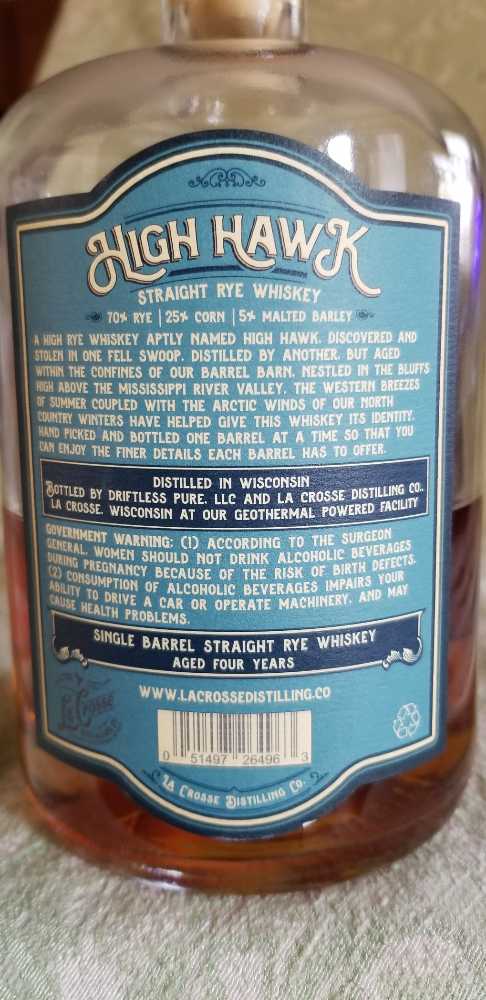 HIGH HAWK
STRAIGHT RYE WHISKEY
70% RYE | 25% CORN | 5% MALTED BARLEY
A HIGH RYE WHISKEY APTLY NAMED HIGH HAWK. DISCOVERED AND
STOLEN IN ONE FELL SWOOP. DISTILLED BY ANOTHER, BUT AGED
WITHIN THE CONFINES OF OUR BARREL BARN, NESTLED IN THE BLUFFS
HIGH ABOVE THE MISSISSIPPI RIVER VALLEY. THE WESTERN BREEZES
OF SUMMER COUPLED WITH THE ARCTIC WINDS OF OUR NORTH
COUNTRY WINTERS HAVE HELPED GIVE THIS WHISKEY ITS IDENTITY.
HAND PICKED AND BOTTLED ONE BARREL AT A TIME SO THAT YOU
CAN ENJOY THE FINER DETAILS EACH BARREL HAS TO OFFER.
DISTILLED IN WISCONSIN
BOTTLED BY DRIFTLESS PURE, LLC AND LA CROSSE DISTILLING CO.,
LA CROSSE, WISCONSIN AT OUR GEOTHERMAL POWERED FACILITY
GOVERNMENT WARNING: (1) ACCORDING TO THE SURGEON
GENERAL, WOMEN SHOULD NOT DRINK ALCOHOLIC BEVERAGES
DURING PREGNANCY BECAUSE OF THE RISK OF BIRTH DEFECTS.
(2) CONSUMPTION OF ALCOHOLIC BEVERAGES IMPAIRS YOUR
ABILITY TO DRIVE A CAR OR OPERATE MACHINERY, AND MAY
CAUSE HEALTH PROBLEMS.
SINGLE BARREL STRAIGHT RYE WHISKEY
AGED FOUR YEARS
WWW.LACROSSEDISTILLING.CO
La Crosse
0 51497 26496 3
LA CROSSE DISTILLING CO.